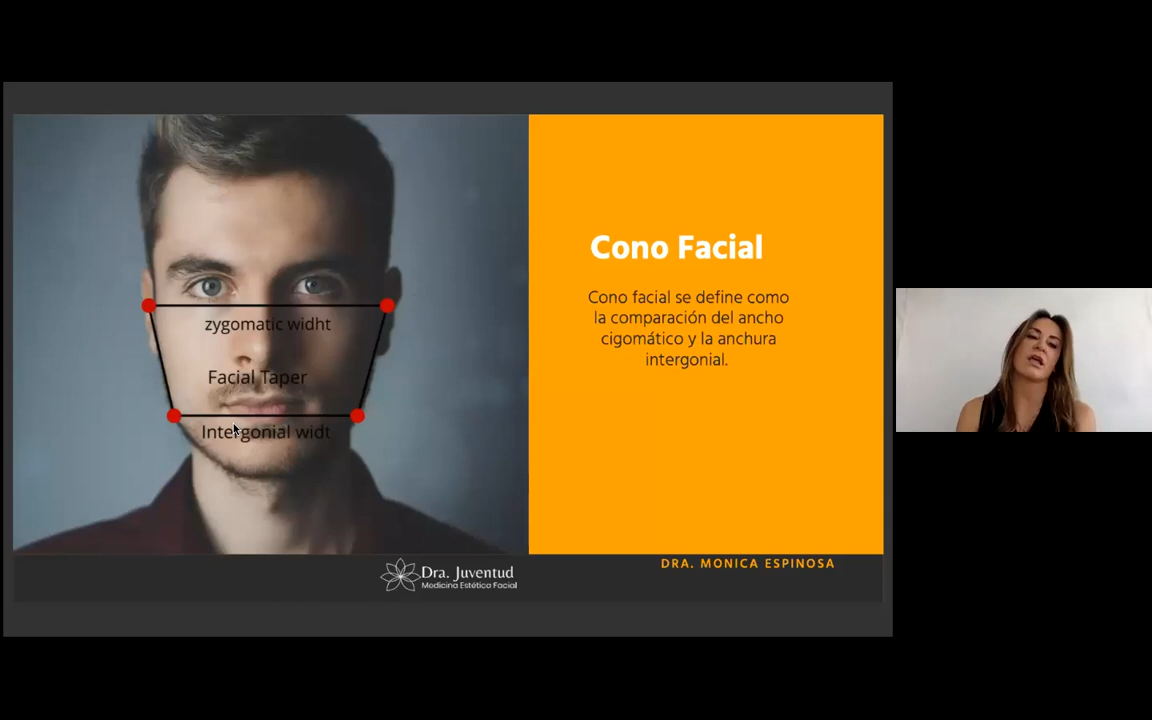 zygomatic widht
Facial Taper
Intergonial widt
Cono Facial
Cono facial se define como
la comparación del ancho
cigomático y la anchura
intergonial.
Dra. Juventud
Medicina Estética Facial
DRA. MONICA ESPINOSA